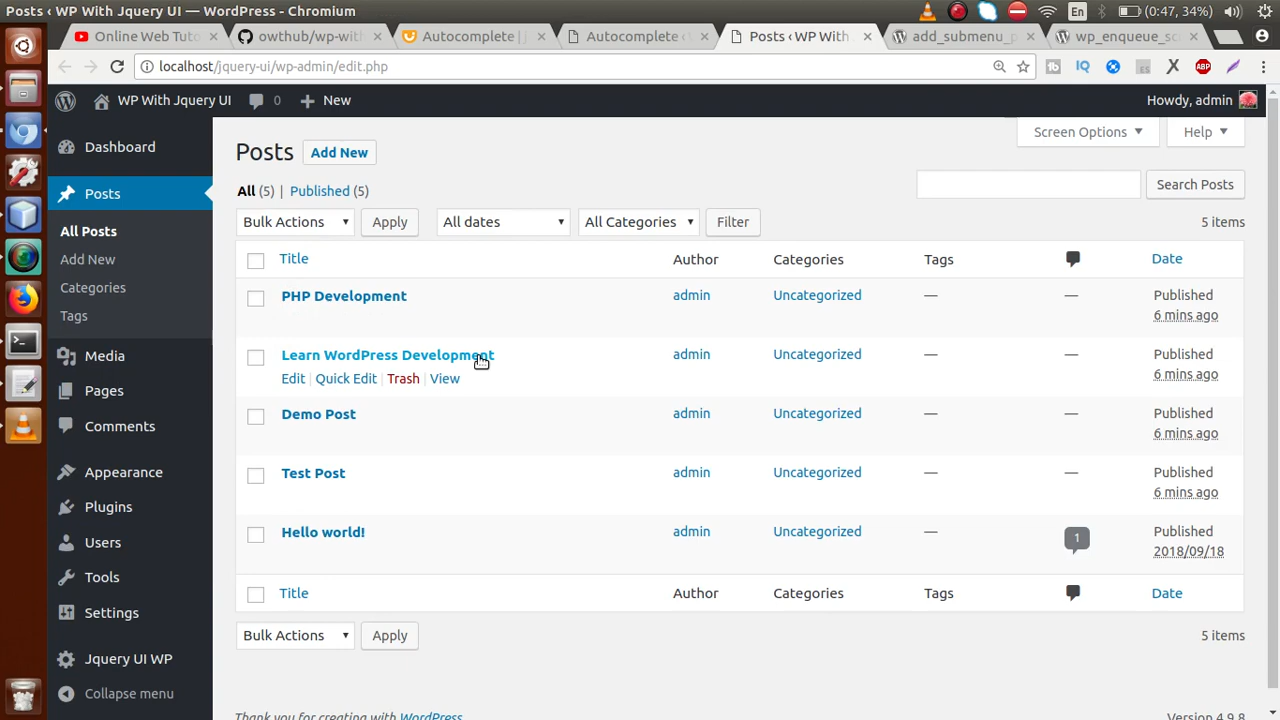 Posts ‹ WP With Jquery UI — WordPress - Chromium
En
(0:47, 34%)
Online Web Tuto
owthub/wp-with
Autocomplete | j
Autocomplete ‹
Posts ‹ WP With
add_submenu_p
wp_enqueue_sc
localhost/jquery-ui/wp-admin/edit.php
IQ
X
ABP
WP With Jquery UI
0
New
Howdy, admin
Dashboard
Posts
All Posts
Add New
Categories
Tags
Media
Pages
Comments
Appearance
Plugins
Users
Tools
Settings
Jquery UI WP
Collapse menu
Screen Options
Help
Posts
Add New
All (5) | Published (5)
Search Posts
Bulk Actions
Apply
All dates
All Categories
Filter
5 items
Title Author Categories Tags Date
PHP Development admin Uncategorized — — Published
6 mins ago
Learn WordPress Development admin Uncategorized — — Published
Edit | Quick Edit | Trash | View 6 mins ago
Demo Post admin Uncategorized — — Published
6 mins ago
Test Post admin Uncategorized — — Published
6 mins ago
Hello world! admin Uncategorized — 1 Published
2018/09/18
Title Author Categories Tags Date
Bulk Actions
Apply
5 items
Thank you for creating with WordPress
Version 4.9.8